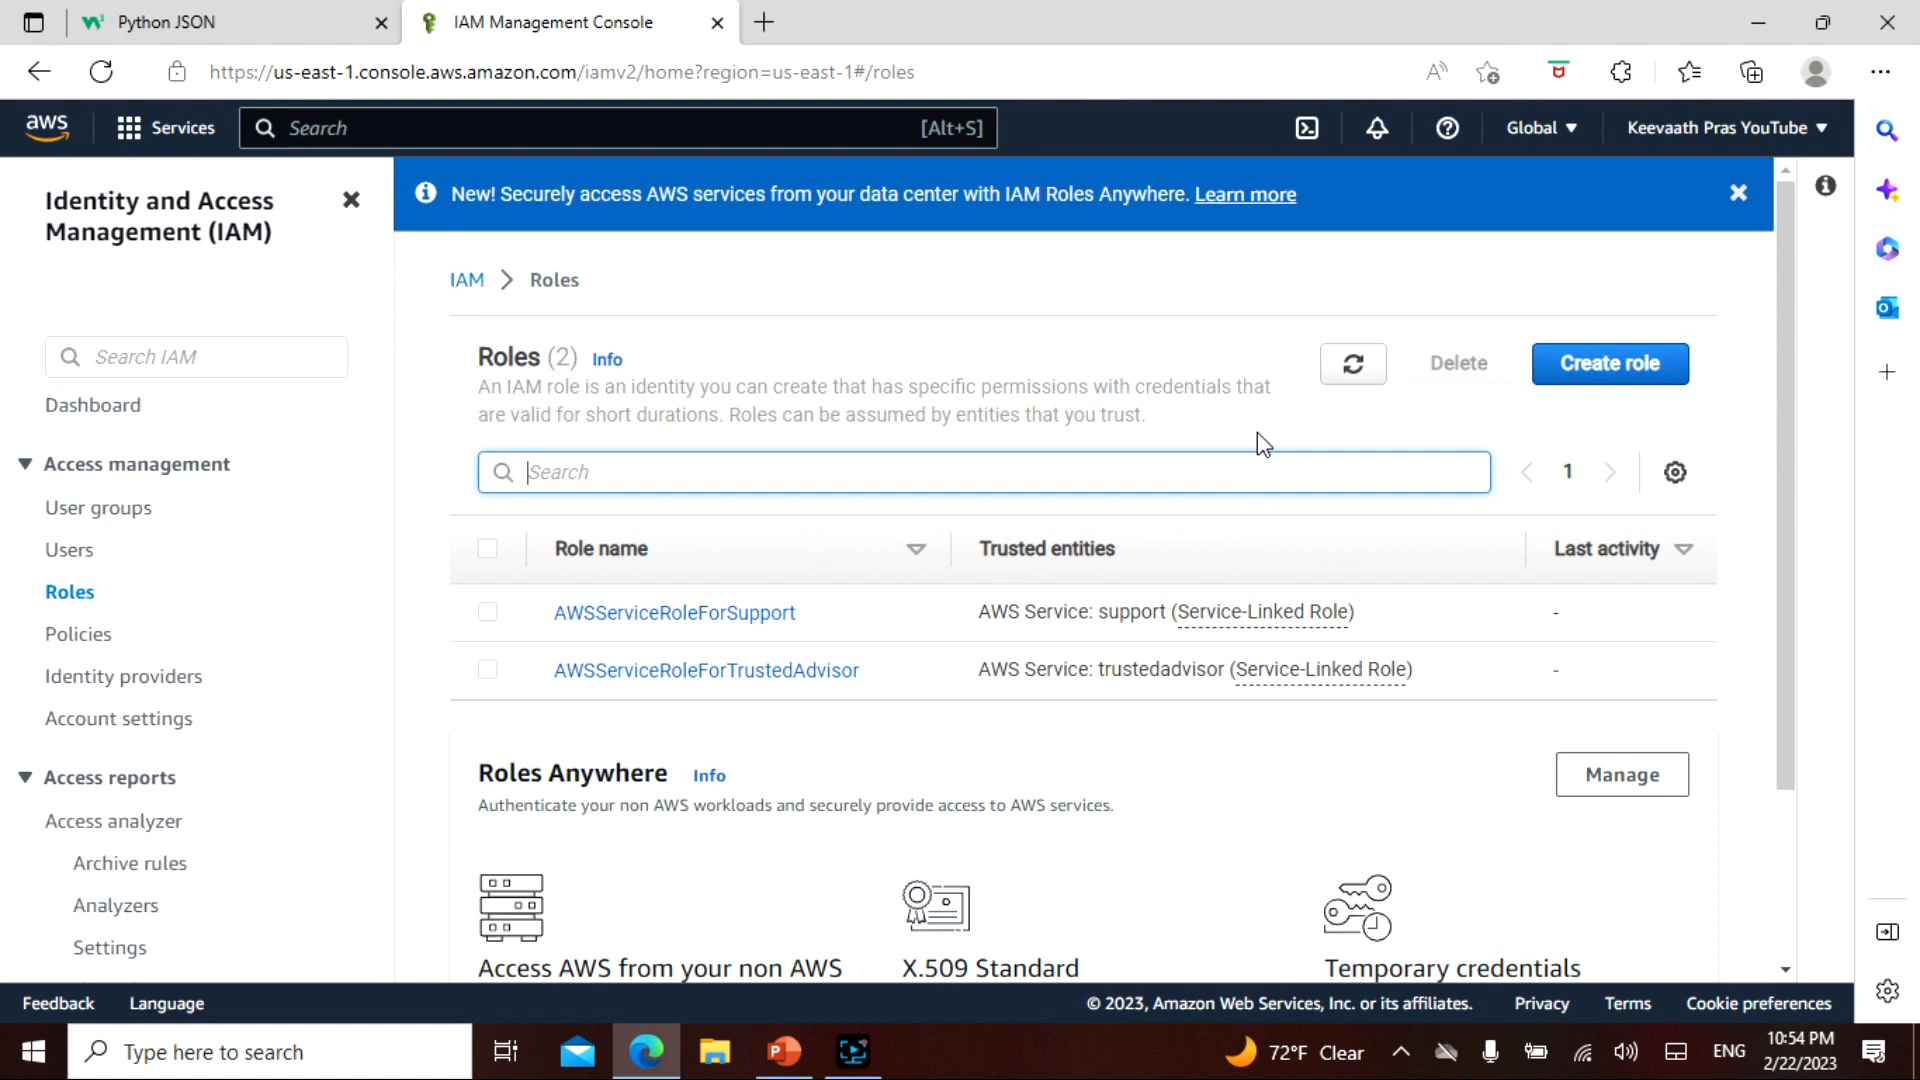 Python JSON
IAM Management Console
https://us-east-1.console.aws.amazon.com/iamv2/home?region=us-east-1#/roles
aws
Services
Search
[Alt+S]
Global
Keevaath Pras YouTube
Identity and Access
Management (IAM)
Search IAM
Dashboard
Access management
User groups
Users
Roles
Policies
Identity providers
Account settings
Access reports
Access analyzer
Archive rules
Analyzers
Settings
New! Securely access AWS services from your data center with IAM Roles Anywhere. Learn more
IAM > Roles
Roles (2) Info
An IAM role is an identity you can create that has specific permissions with credentials that
are valid for short durations. Roles can be assumed by entities that you trust.
Delete
Create role
Search
1
Role name
Trusted entities
Last activity
AWSServiceRoleForSupport
AWS Service: support (Service-Linked Role)
-
AWSServiceRoleForTrustedAdvisor
AWS Service: trustedadvisor (Service-Linked Role)
-
Roles Anywhere Info
Authenticate your non AWS workloads and securely provide access to AWS services.
Manage
Access AWS from your non AWS
X.509 Standard
Temporary credentials
Feedback
Language
© 2023, Amazon Web Services, Inc. or its affiliates.
Privacy
Terms
Cookie preferences
Type here to search
72°F Clear
ENG
10:54 PM
2/22/2023